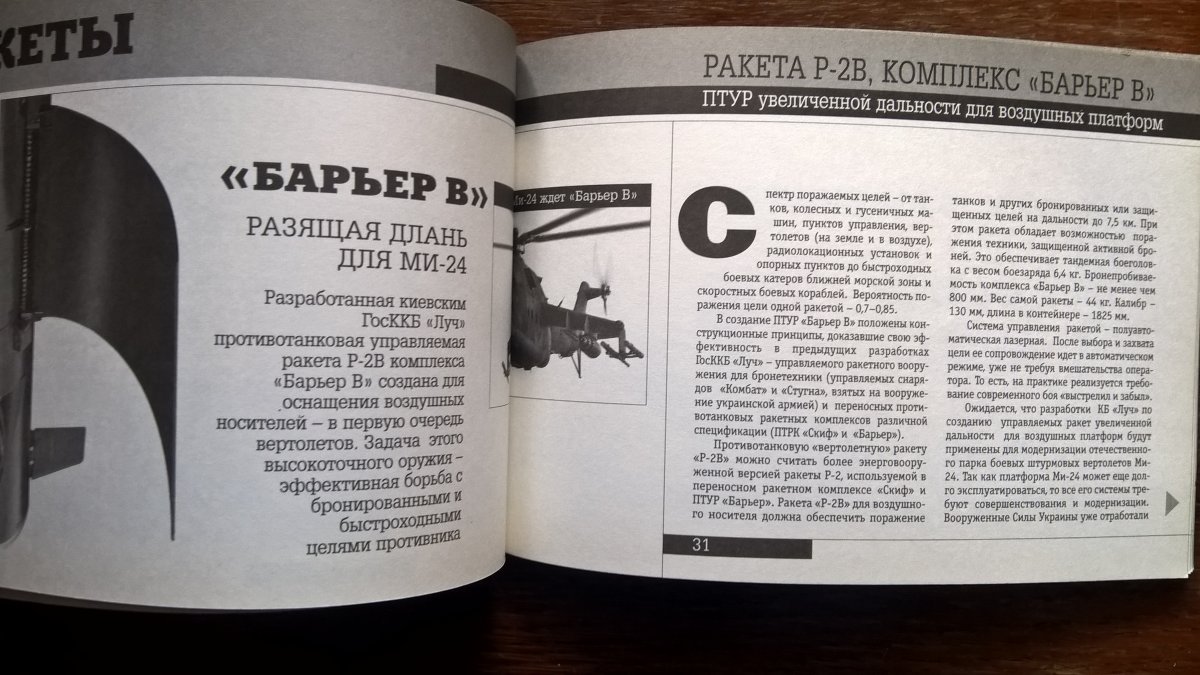 КЕТЫ
«БАРЬЕР В»
РАЗЯЩАЯ ДЛАНЬ
ДЛЯ МИ-24
Разработанная киевским
ГосККБ «Луч»
противотанковая управляемая
ракета Р-2В комплекса
«Барьер В» создана для
оснащения воздушных
носителей – в первую очередь
вертолетов. Задача этого
высокоточного оружия –
эффективная борьба с
бронированными и
быстроходными
целями противника
РАКЕТА Р-2В, КОМПЛЕКС «БАРЬЕР В»
ПТУР увеличенной дальности для воздушных платформ
Ми-24 ждет «Барьер В»
Спектр поражаемых целей – от тан-
ков, колесных и гусеничных ма-
шин, пунктов управления, вер-
толетов (на земле и в воздухе),
радиолокационных установок и
опорных пунктов до быстроходных
боевых катеров ближней морской зоны и
скоростных боевых кораблей. Вероятность по-
ражения цели одной ракетой – 0,7–0,85.
В создание ПТУР «Барьер В» положены кон-
струкционные принципы, доказавшие свою эф-
фективность в предыдущих разработках
ГосККБ «Луч» – управляемого ракетного воору-
жения для бронетехники (управляемых снаря-
дов «Комбат» и «Стугна», взятых на вооруже-
ние украинской армией) и переносных проти-
вотанковых ракетных комплексов различной
спецификации (ПТРК «Скиф» и «Барьер»).
Противотанковую «вертолетную» ракету
«Р-2В» можно считать более энерговоору-
женной версией ракеты Р-2, используемой в
переносном ракетном комплексе «Скиф» и
ПТУР «Барьер». Ракета «Р-2В» для воздушно-
го носителя должна обеспечить поражение
танков и других бронированных или защи-
щенных целей на дальности до 7,5 км. При
этом ракета обладает возможностью пора-
жения техники, защищенной активной бро-
ней. Это обеспечивает тандемная боеголов-
ка с весом боезаряда 6,4 кг. Бронепробивае-
мость комплекса «Барьер В» – не менее чем
800 мм. Вес самой ракеты – 44 кг. Калибр –
130 мм, длина в контейнере – 1825 мм.
Система управления ракетой – полуавто-
матическая лазерная. После выбора и захвата
цели ее сопровождение идет в автоматическом
режиме, уже не требуя вмешательства опера-
тора. То есть, на практике реализуется требо-
вание современного боя «выстрелил и забыл».
Ожидается, что разработки КБ «Луч» по
созданию управляемых ракет увеличенной
дальности для воздушных платформ будут
применены для модернизации отечественно-
го парка боевых штурмовых вертолетов Ми-
24. Так как платформа Ми-24 может еще дол-
го эксплуатироваться, то все его системы тре-
буют совершенствования и модернизации.
Вооруженные Силы Украины уже отработали
31